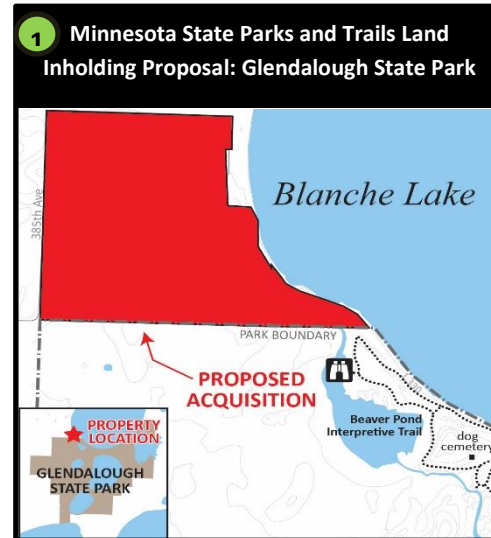 1
Minnesota State Parks and Trails Land
Inholding Proposal: Glendalough State Park
385th Ave
Blanche Lake
PARK BOUNDARY
PROPOSED
ACQUISITION
Beaver Pond
Interpretive Trail
dog
cemetery
PROPERTY
LOCATION
GLENDALOUGH
STATE PARK